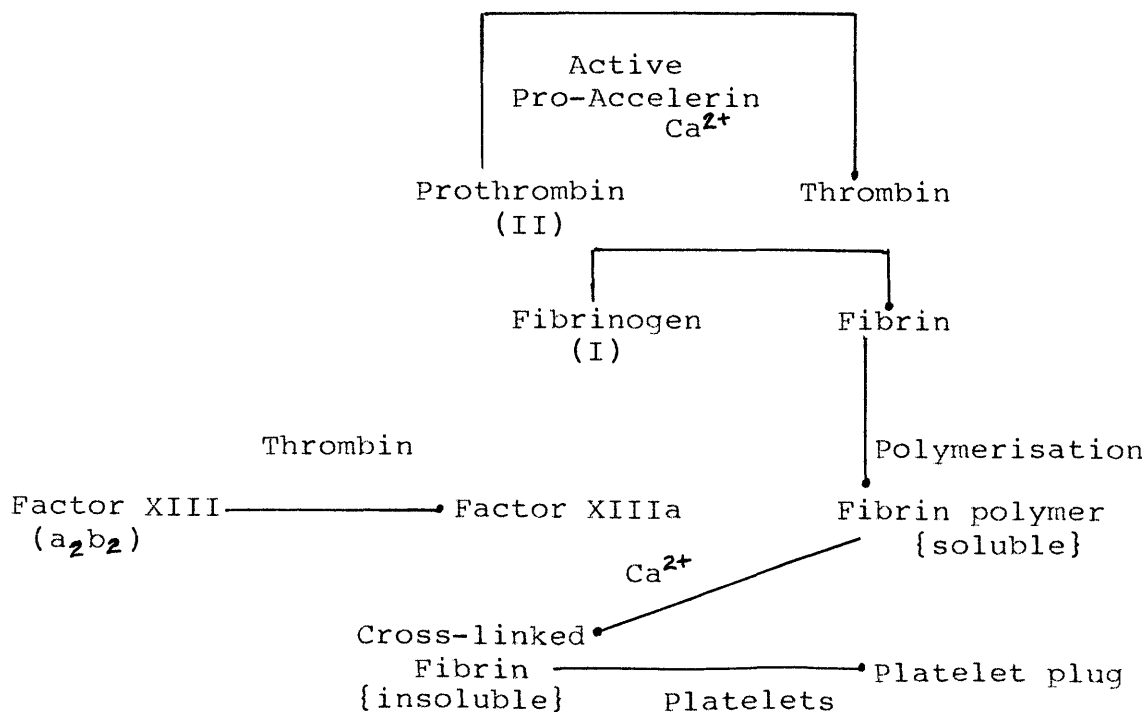 Active
Pro-Accelerin
Ca²⁺
Prothrombin Thrombin
(II)
Fibrinogen Fibrin
(I)
Thrombin Polymerisation
Factor XIII Factor XIIIa Fibrin polymer
(a₂b₂) {soluble}
Ca²⁺
Cross-linked
Fibrin Platelet plug
{insoluble} Platelets